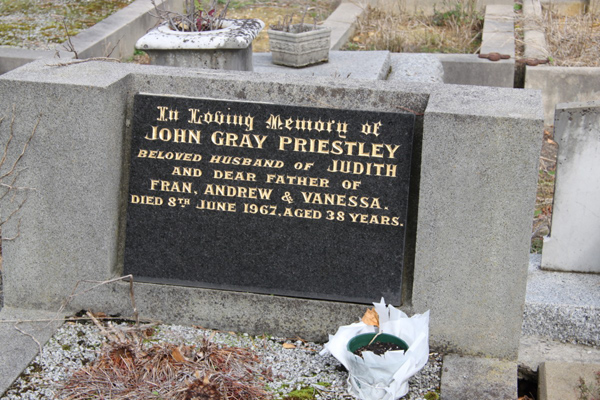 In Loving Memory of
JOHN GRAY PRIESTLEY
BELOVED HUSBAND OF JUDITH
AND DEAR FATHER OF
FRAN, ANDREW & VANESSA.
DIED 8TH JUNE 1967, AGED 38 YEARS.